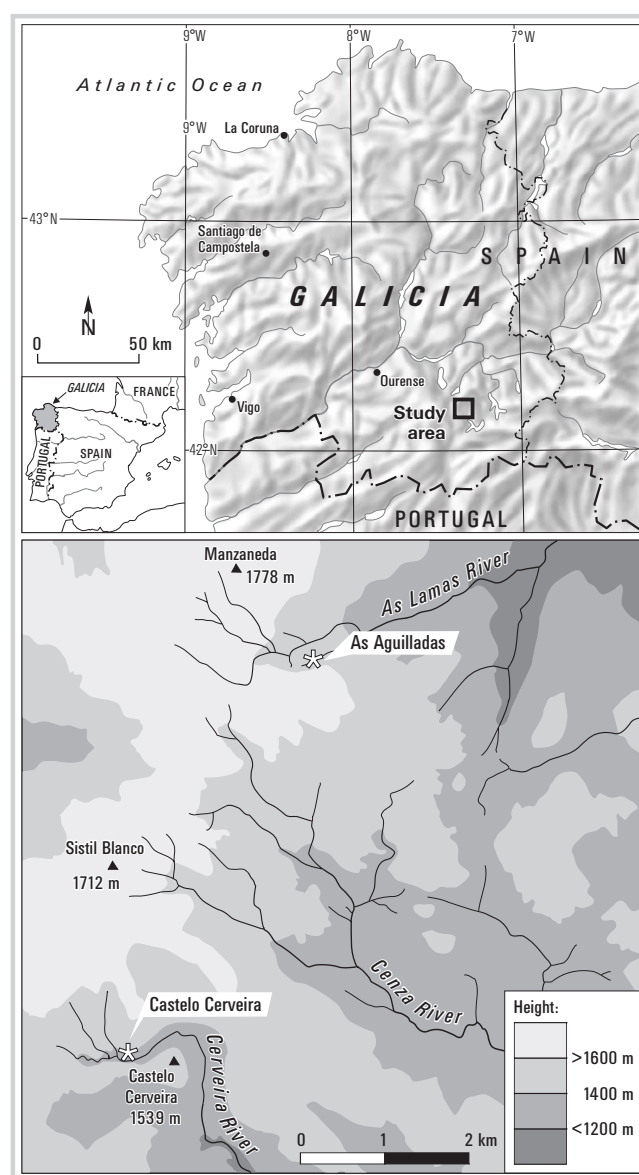 9°W
8°W
7°W
Atlantic Ocean
9°W
La Coruna
43°N
Santiago de
Campostela
SPAIN
GALICIA
N
0 50 km
Ourense
GALICIA
FRANCE
Vigo
Study
area
PORTUGAL
SPAIN
42°N
PORTUGAL
Manzaneda
1778 m
As Lamas River
As Aguilladas
Sistil Blanco
1712 m
Cenza River
Castelo Cerveira
Height:
>1600 m
1400 m
<1200 m
Castelo
Cerveira
1539 m
Cerveira River
0 1 2 km